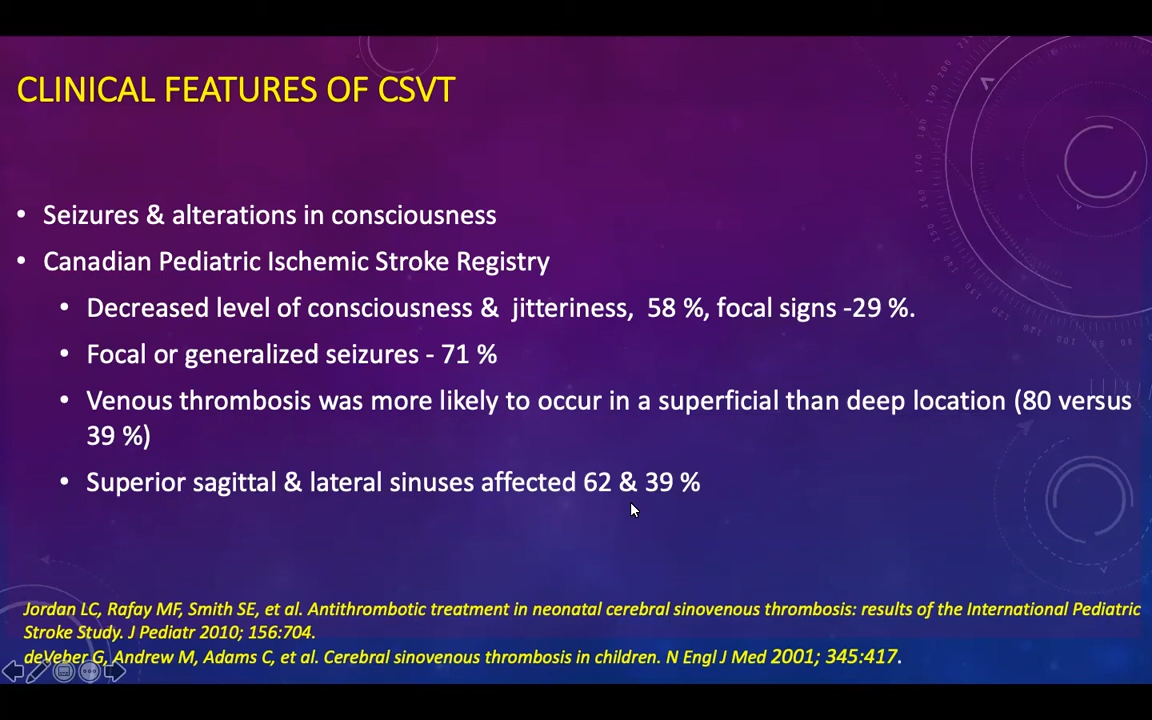 CLINICAL FEATURES OF CSVT
• Seizures & alterations in consciousness
• Canadian Pediatric Ischemic Stroke Registry
• Decreased level of consciousness &  jitteriness,  58 %, focal signs -29 %.
• Focal or generalized seizures - 71 %
• Venous thrombosis was more likely to occur in a superficial than deep location (80 versus
39 %)
• Superior sagittal & lateral sinuses affected 62 & 39 %
Jordan LC, Rafay MF, Smith SE, et al. Antithrombotic treatment in neonatal cerebral sinovenous thrombosis: results of the International Pediatric
Stroke Study. J Pediatr 2010; 156:704.
deVeber G, Andrew M, Adams C, et al. Cerebral sinovenous thrombosis in children. N Engl J Med 2001; 345:417.